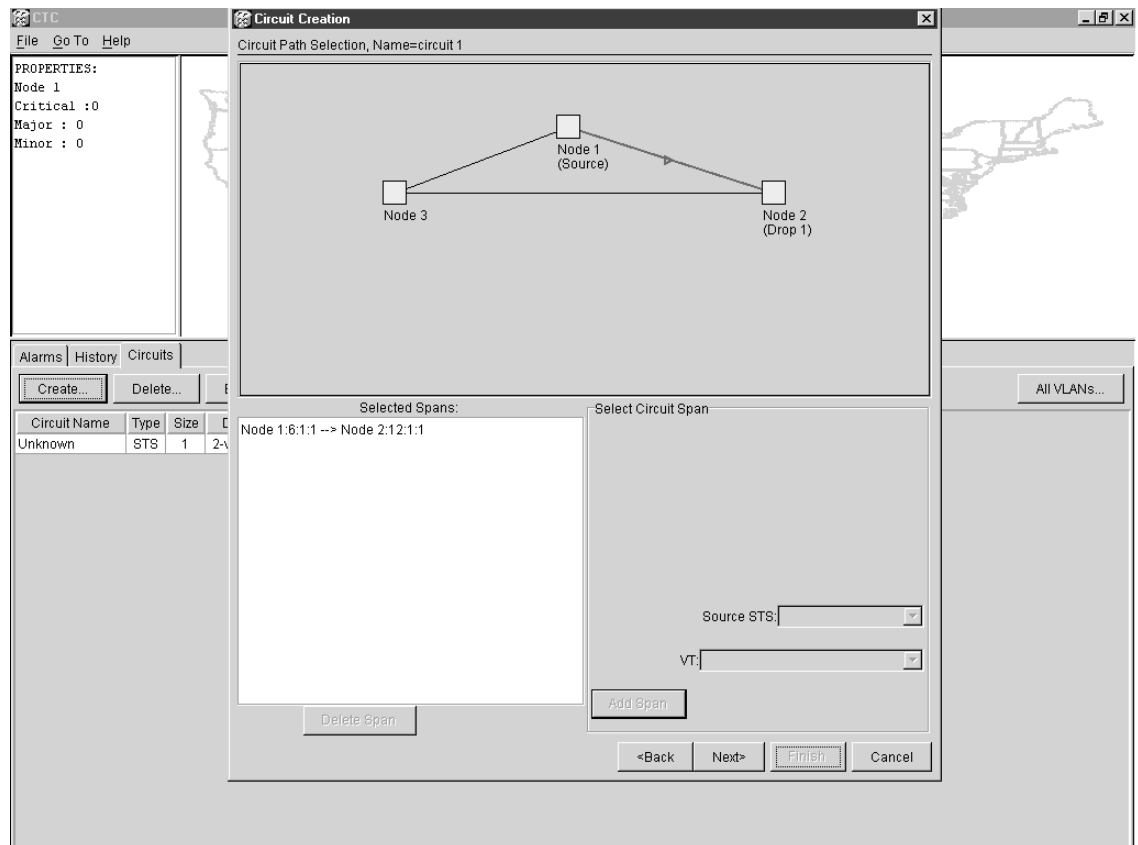 CTC
File Go To Help
PROPERTIES:
Node 1
Critical :0
Major : 0
Minor : 0
Circuit Creation
Circuit Path Selection, Name=circuit 1
Node 1
(Source)
Node 3
Node 2
(Drop 1)
Alarms History Circuits
Create... Delete...
All VLANs...
Circuit Name Type Size
Unknown STS 1
Selected Spans:
Node 1:6:1:1 --> Node 2:12:1:1
Delete Span
Select Circuit Span
Source STS:
VT:
Add Span
<Back Next> Finish Cancel